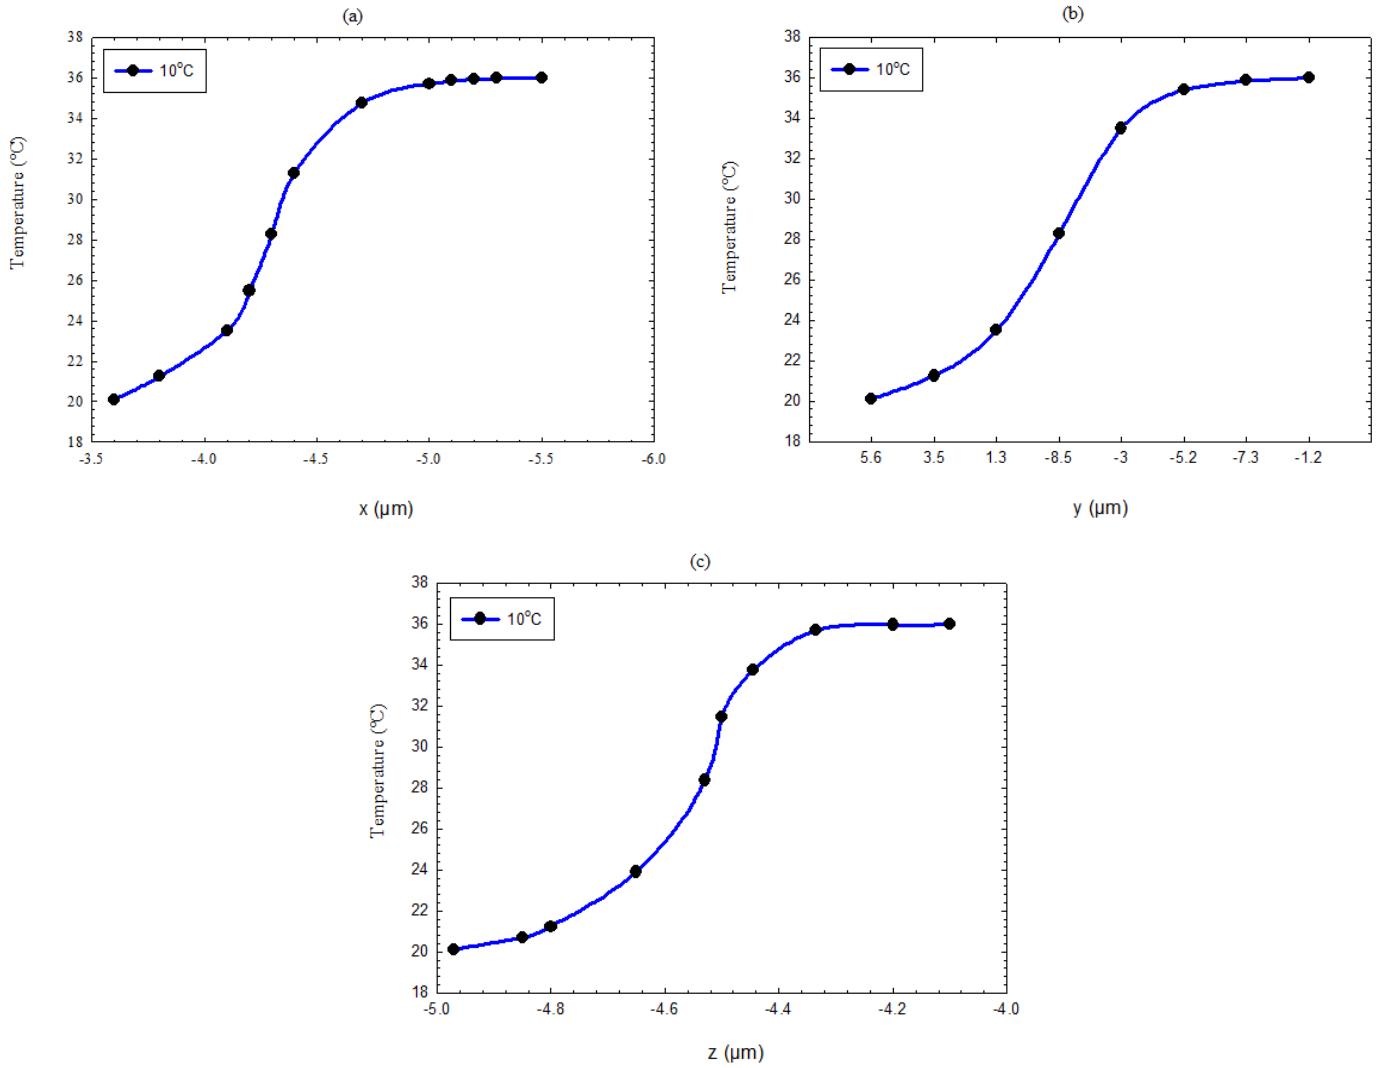 (a)
38
36
34
32
30
28
26
24
22
20
18
10°C
Temperature (°C)
-3.5 -4.0 -4.5 -5.0 -5.5 -6.0
x (µm)
(b)
38
36
34
32
30
28
26
24
22
20
18
10°C
Temperature (°C)
5.6 3.5 1.3 -8.5 -3 -5.2 -7.3 -1.2
y (µm)
(c)
38
36
34
32
30
28
26
24
22
20
18
10°C
Temperature (°C)
-5.0 -4.8 -4.6 -4.4 -4.2 -4.0
z (µm)